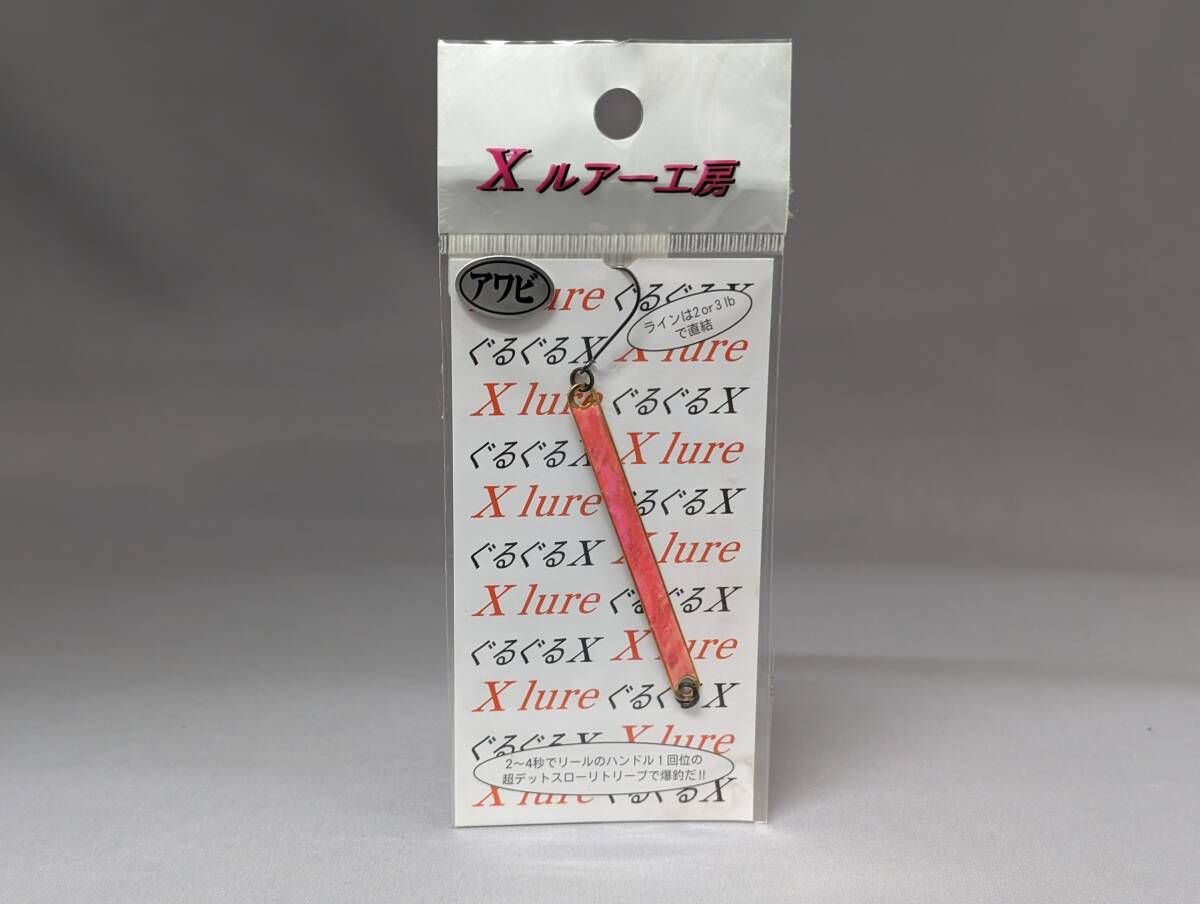 X ルアー工房
アワビ
ure ぐるぐるX
ラインは2or3lb
で直結
ぐるぐるX X lure
X lure ぐるぐるX
ぐるぐるX X lure
X lure ぐるぐるX
ぐるぐるX X lure
X lure ぐるぐるX
ぐるぐるX X lure
X lure ぐるぐるX
ぐるぐるX X lure
2〜4秒でリールのハンドル1回位の
超デットスローリトリーブで爆釣だ!!
X lure ぐるぐるX